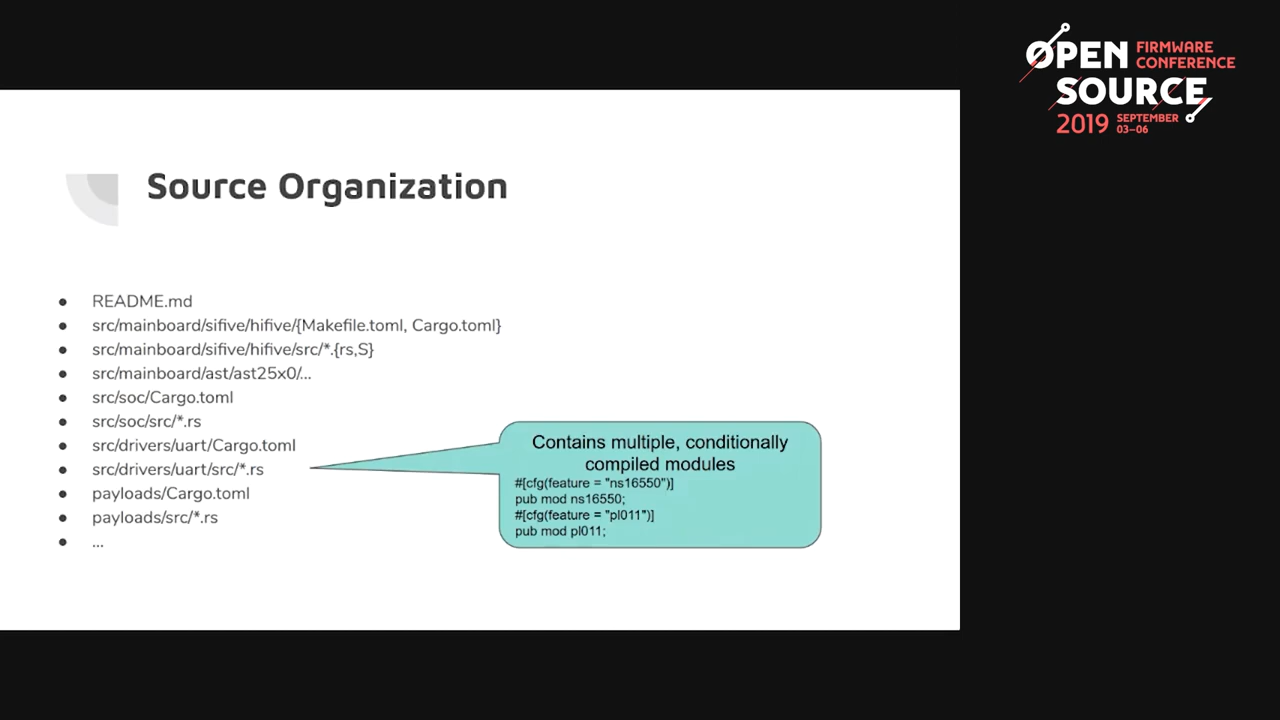 OPEN FIRMWARE
CONFERENCE
SOURCE
2019 SEPTEMBER
03–06
Source Organization
● README.md
● src/mainboard/sifive/hifive/{Makefile.toml, Cargo.toml}
● src/mainboard/sifive/hifive/src/*.{rs,S}
● src/mainboard/ast/ast25x0/...
● src/soc/Cargo.toml
● src/soc/src/*.rs
● src/drivers/uart/Cargo.toml
● src/drivers/uart/src/*.rs
● payloads/Cargo.toml
● payloads/src/*.rs
● ...
Contains multiple, conditionally
compiled modules
#[cfg(feature = "ns16550")]
pub mod ns16550;
#[cfg(feature = "pl011")]
pub mod pl011;